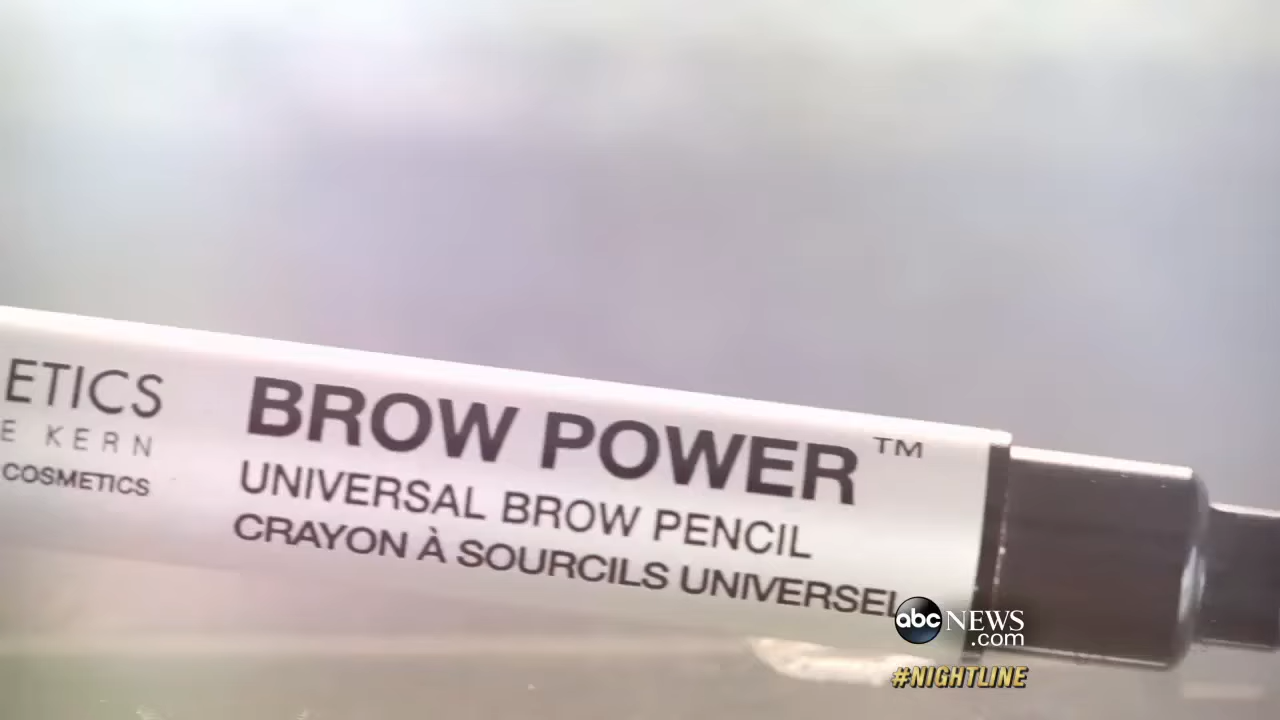 ETICS
E KERN
COSMETICS
BROW POWER™
UNIVERSAL BROW PENCIL
CRAYON À SOURCILS UNIVERSEL
abc NEWS
.com
#NIGHTLINE